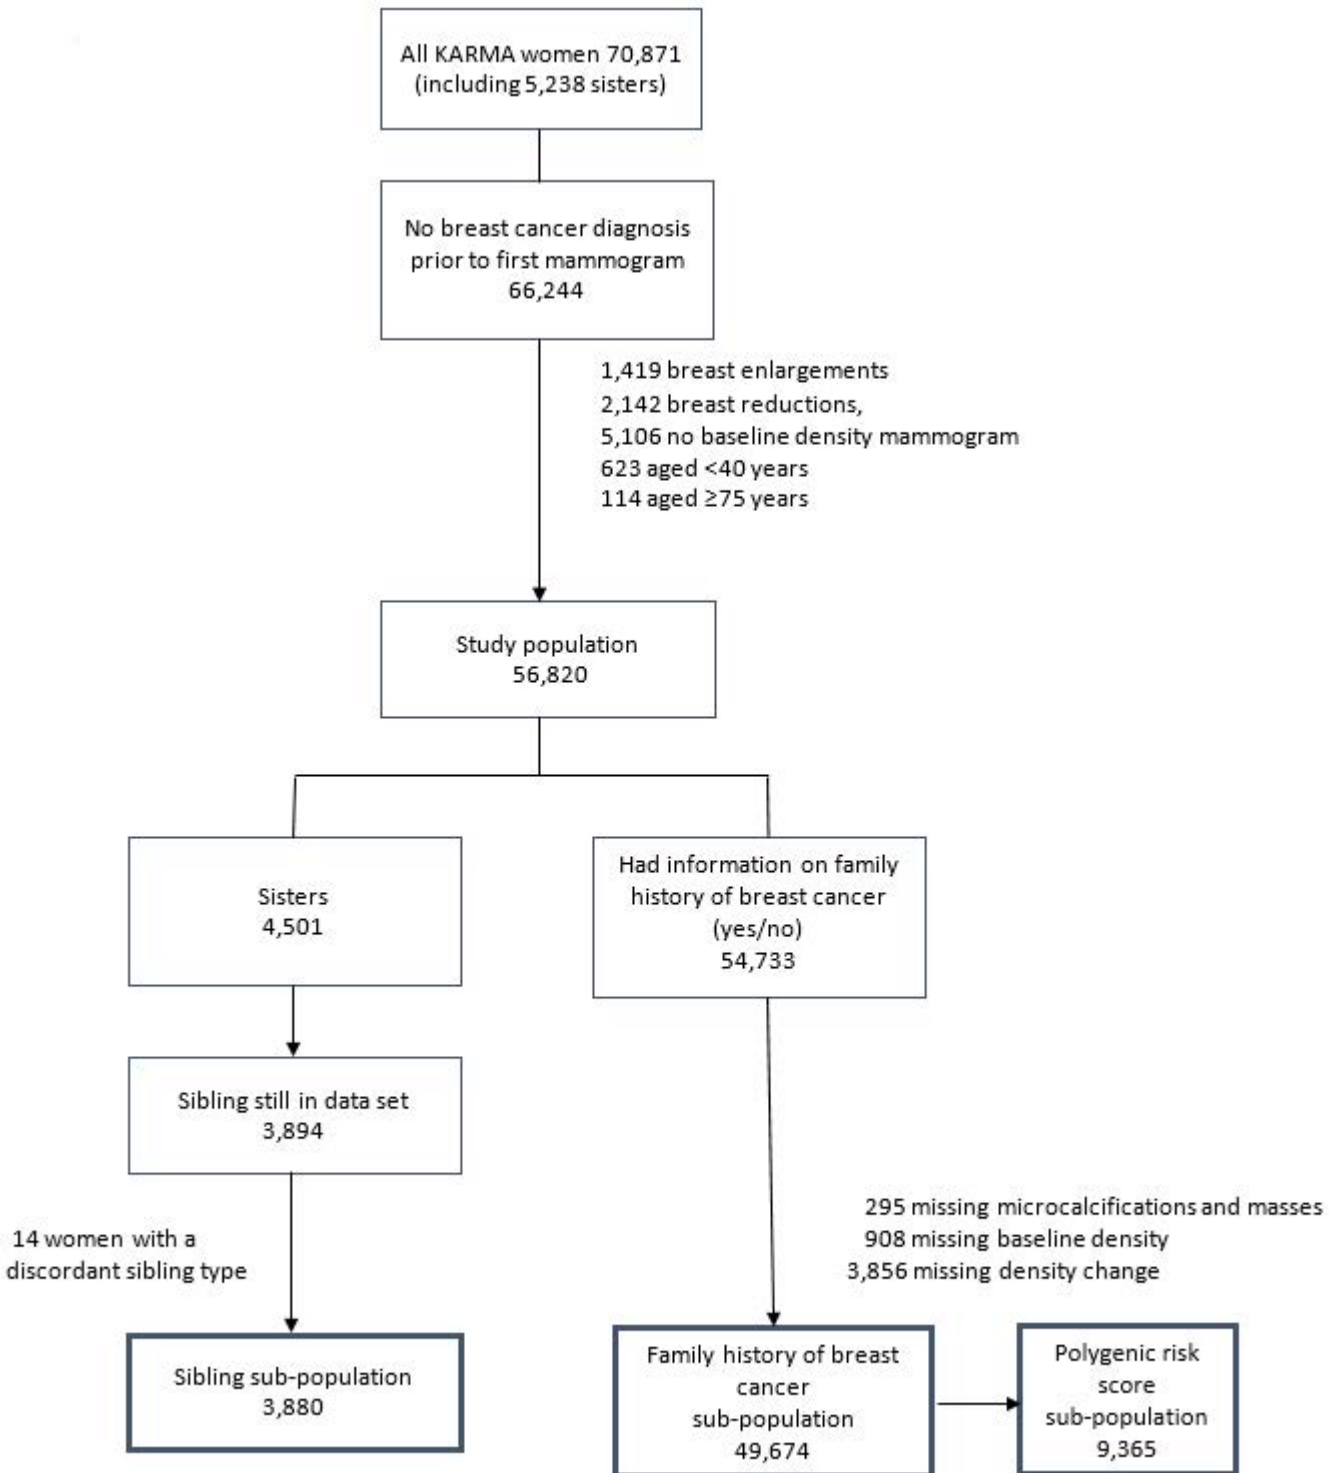 All KARMA women 70,871
(including 5,238 sisters)
No breast cancer diagnosis
prior to first mammogram
66,244
1,419 breast enlargements
2,142 breast reductions,
5,106 no baseline density mammogram
623 aged <40 years
114 aged ≥75 years
Study population
56,820
Sisters
4,501
Had information on family
history of breast cancer
(yes/no)
54,733
Sibling still in data set
3,894
14 women with a
discordant sibling type
295 missing microcalcifications and masses
908 missing baseline density
3,856 missing density change
Sibling sub-population
3,880
Family history of breast
cancer
sub-population
49,674
Polygenic risk
score
sub-population
9,365